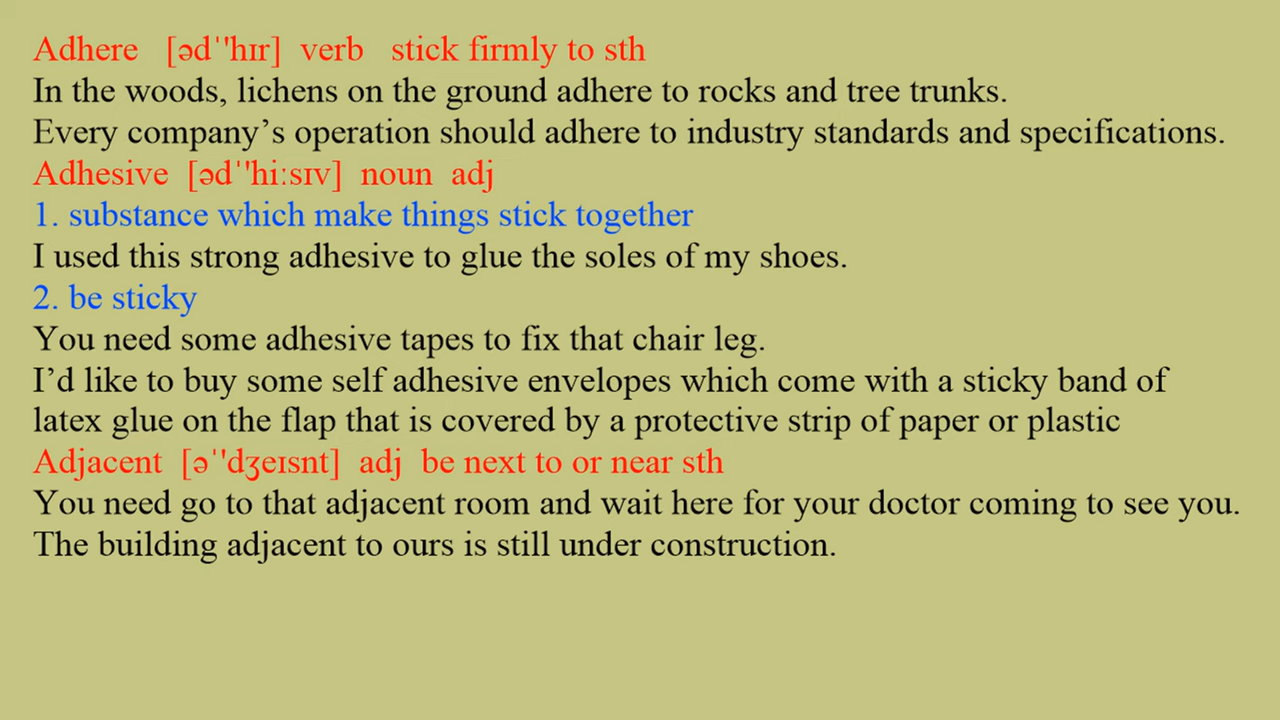 Adhere [ədˈ'hɪr] verb stick firmly to sth
In the woods, lichens on the ground adhere to rocks and tree trunks.
Every company’s operation should adhere to industry standards and specifications.
Adhesive [ədˈ'hiːsɪv] noun adj
1. substance which make things stick together
I used this strong adhesive to glue the soles of my shoes.
2. be sticky
You need some adhesive tapes to fix that chair leg.
I’d like to buy some self adhesive envelopes which come with a sticky band of
latex glue on the flap that is covered by a protective strip of paper or plastic
Adjacent [əˈ'dʒeɪsnt] adj be next to or near sth
You need go to that adjacent room and wait here for your doctor coming to see you.
The building adjacent to ours is still under construction.